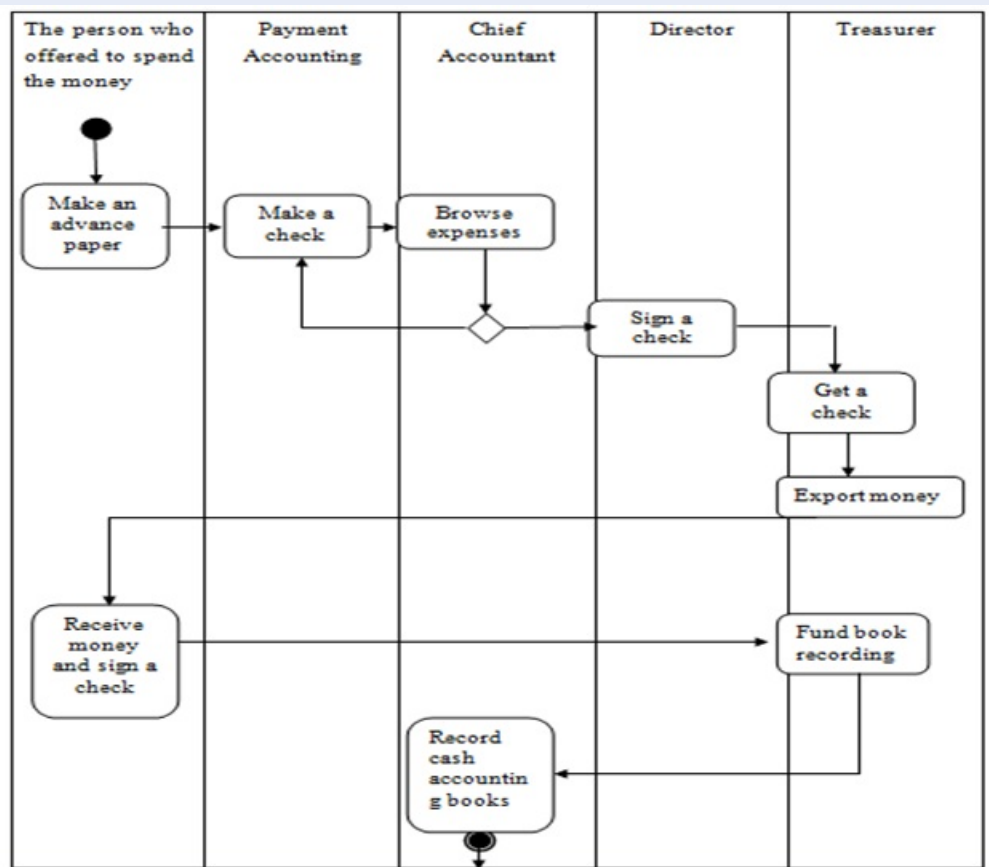 The person who
offered to spend
the money
Payment
Accounting
Chief
Accountant
Director
Treasurer
Make an
advance
paper
Make a
check
Browse
expenses
Sign a
check
Get a
check
Export money
Receive
money
and sign a
check
Fund book
recording
Record
cash
accountin
g books